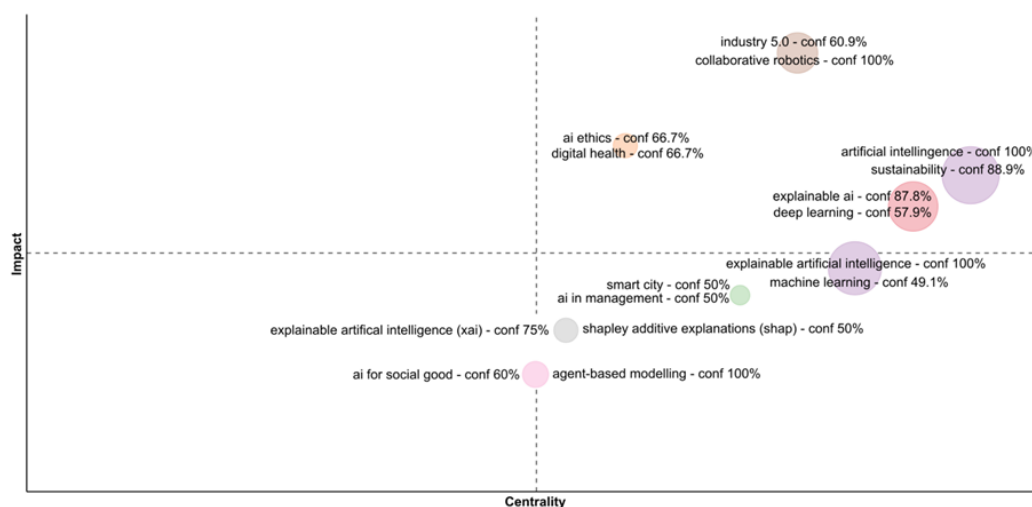 industry 5.0 - conf 60.9%
collaborative robotics - conf 100%
ai ethics - conf 66.7%
digital health - conf 66.7%
artificial intellingence - conf 100%
sustainability - conf 88.9%
explainable ai - conf 87.8%
deep learning - conf 57.9%
Impact
explainable artificial intelligence - conf 100%
machine learning - conf 49.1%
smart city - conf 50%
ai in management - conf 50%
explainable artifical intelligence (xai) - conf 75% shapley additive explanations (shap) - conf 50%
ai for social good - conf 60% agent-based modelling - conf 100%
Centrality